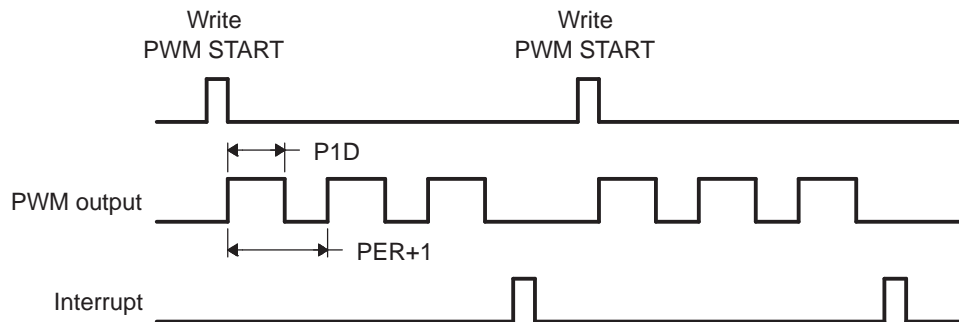 Write
PWM START
Write
PWM START
P1D
PWM output
PER+1
Interrupt